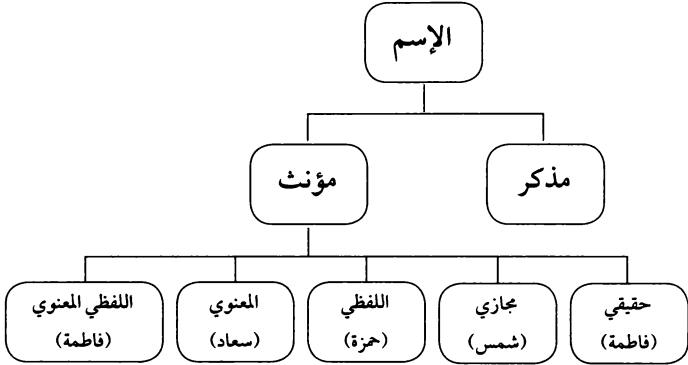 الإسم
مذكر
مؤنث
حقيقي
(فاطمة)
مجازي
(شمس)
اللفظي
(حمزة)
المعنوي
(سعاد)
اللفظي المعنوي
(فاطمة)